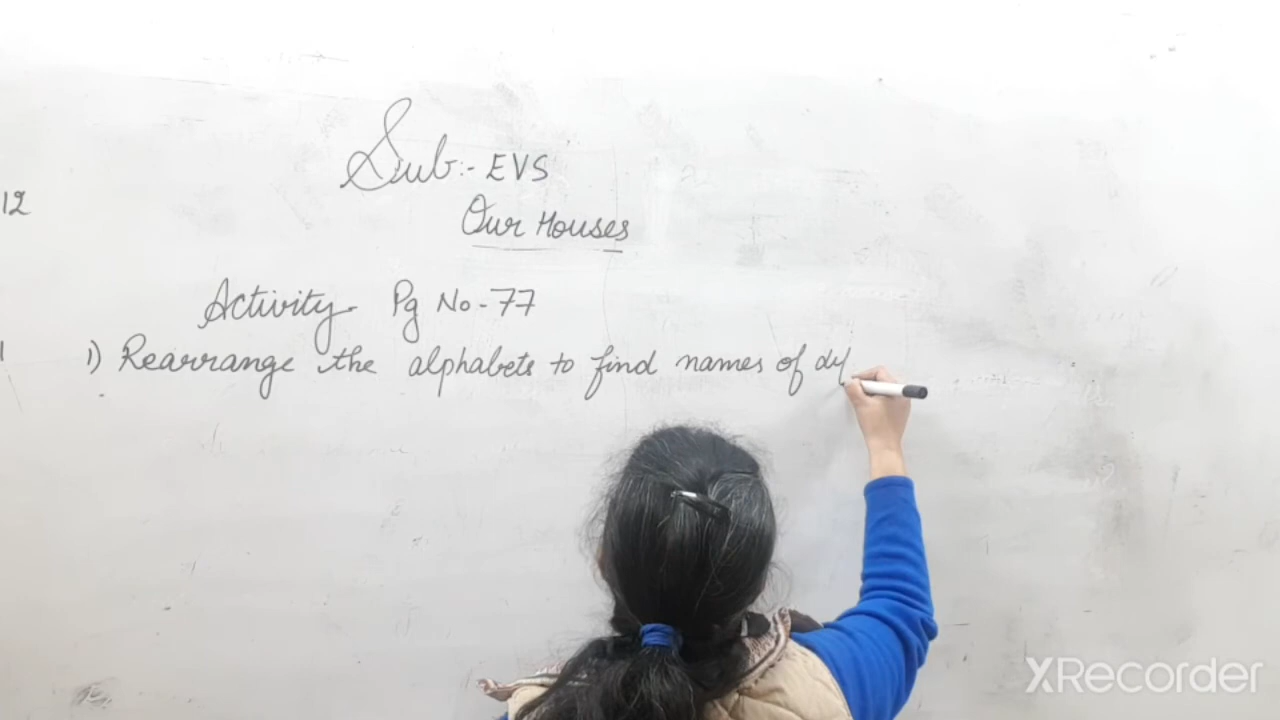 Sub:- EVS
12
Our Houses
Activity- Pg No-77
1) Rearrange the alphabets to find names of dif
XRecorder